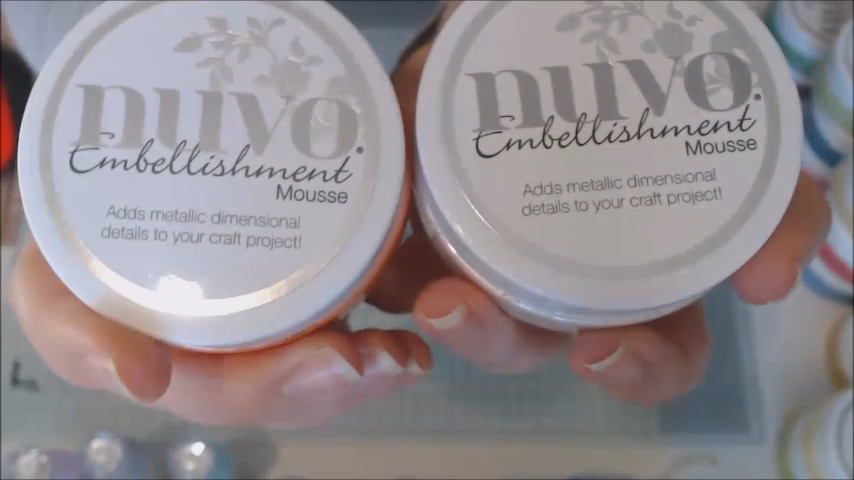 nuvo
Embellishment
Mousse
Adds metallic dimensional
details to your craft project!
nuvo
Embellishment
Mousse
Adds metallic dimensional
details to your craft project!